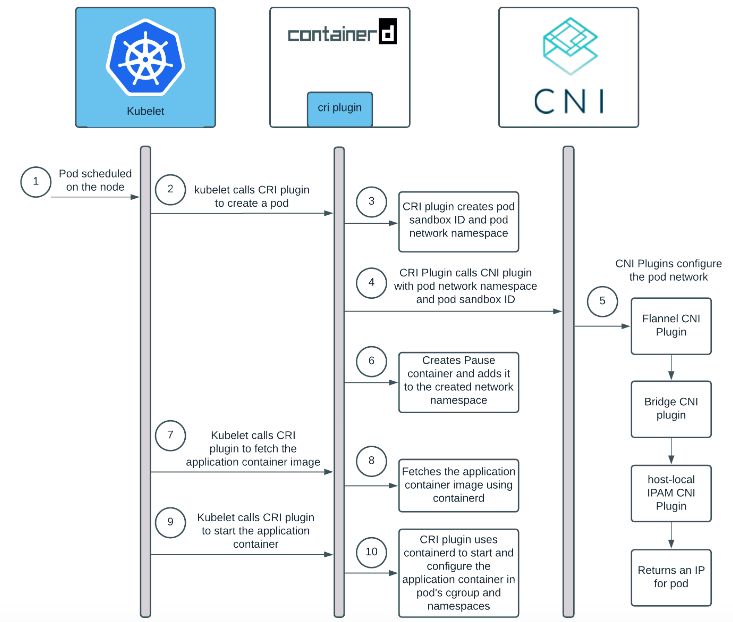 containerd
Kubelet
cri plugin
CNI
1
Pod scheduled
on the node
2
kubelet calls CRI plugin
to create a pod
3
CRI plugin creates pod
sandbox ID and pod
network namespace
4
CRI Plugin calls CNI plugin
with pod network namespace
and pod sandbox ID
CNI Plugins configure
the pod network
5
Flannel CNI
Plugin
6
Creates Pause
container and adds it
to the created network
namespace
Bridge CNI
plugin
7
Kubelet calls CRI
plugin to fetch the
application container image
8
Fetches the application
container image using
containerd
host-local
IPAM CNI
Plugin
9
Kubelet calls CRI plugin
to start the application
container
10
CRI plugin uses
containerd to start and
configure the
application container in
pod's cgroup and
namespaces
Returns an IP
for pod